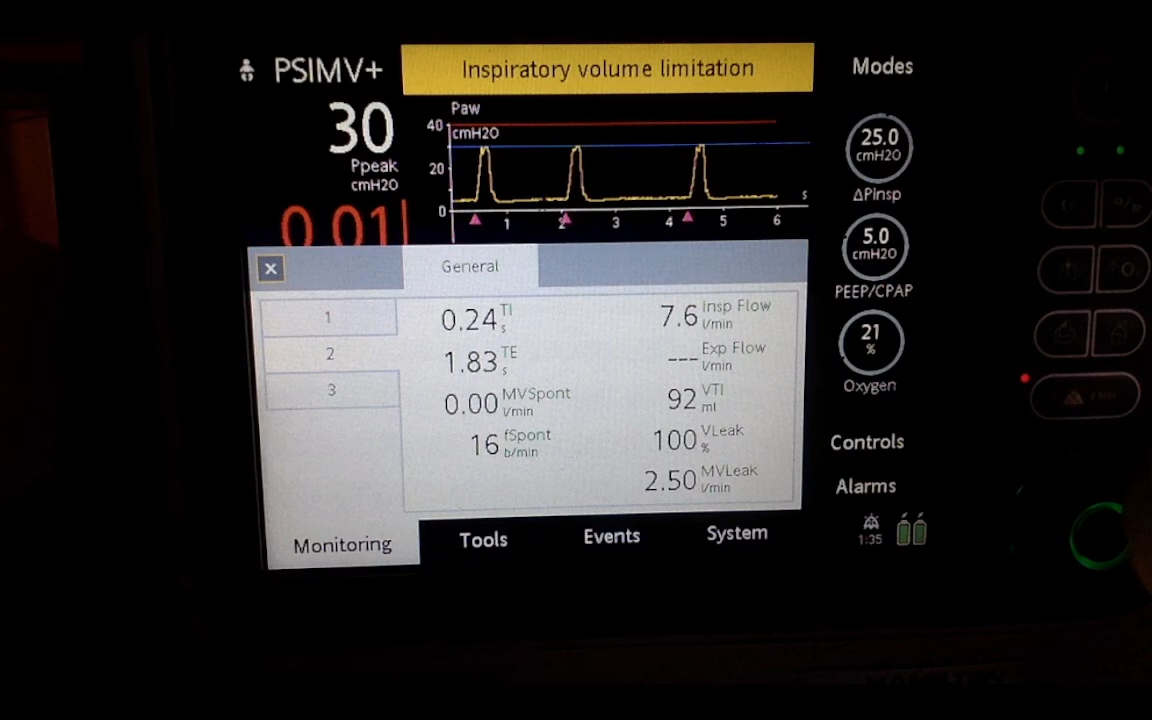 PSIMV+
Inspiratory volume limitation
Modes
30
Ppeak
cmH2O
0.01
Paw
cmH2O
40
20
0
1 2 3 4 5 6
s
25.0
cmH2O
ΔPInsp
5.0
cmH2O
PEEP/CPAP
21
%
Oxygen
Controls
Alarms
1:35
x
General
1
2
3
0.24 TI s
1.83 TE s
0.00 MVSpont l/min
16 fSpont b/min
7.6 Insp Flow l/min
--- Exp Flow l/min
92 VTI ml
100 VLeak %
2.50 MVLeak l/min
Monitoring
Tools
Events
System